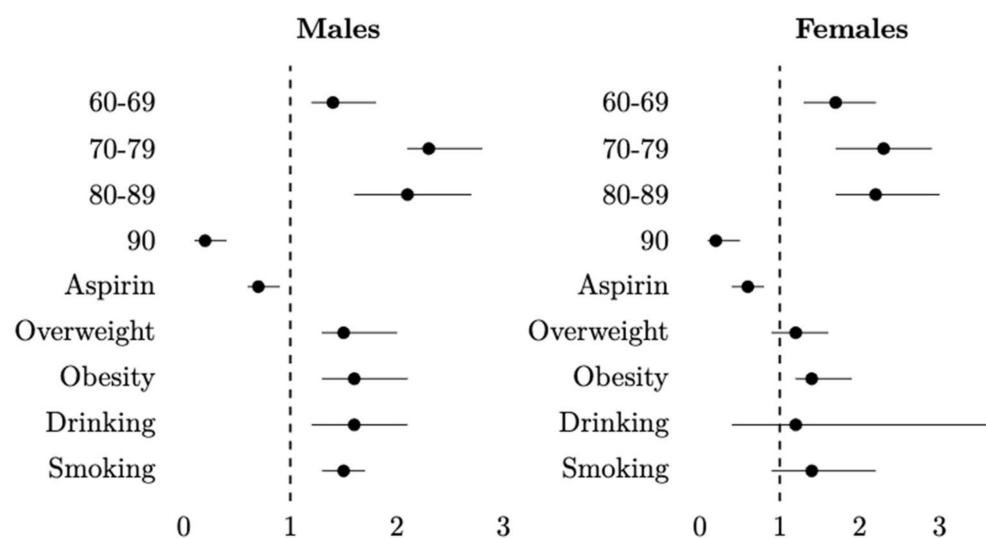 Males
60-69
70-79
80-89
90
Aspirin
Overweight
Obesity
Drinking
Smoking
0 1 2 3
Females
60-69
70-79
80-89
90
Aspirin
Overweight
Obesity
Drinking
Smoking
0 1 2 3